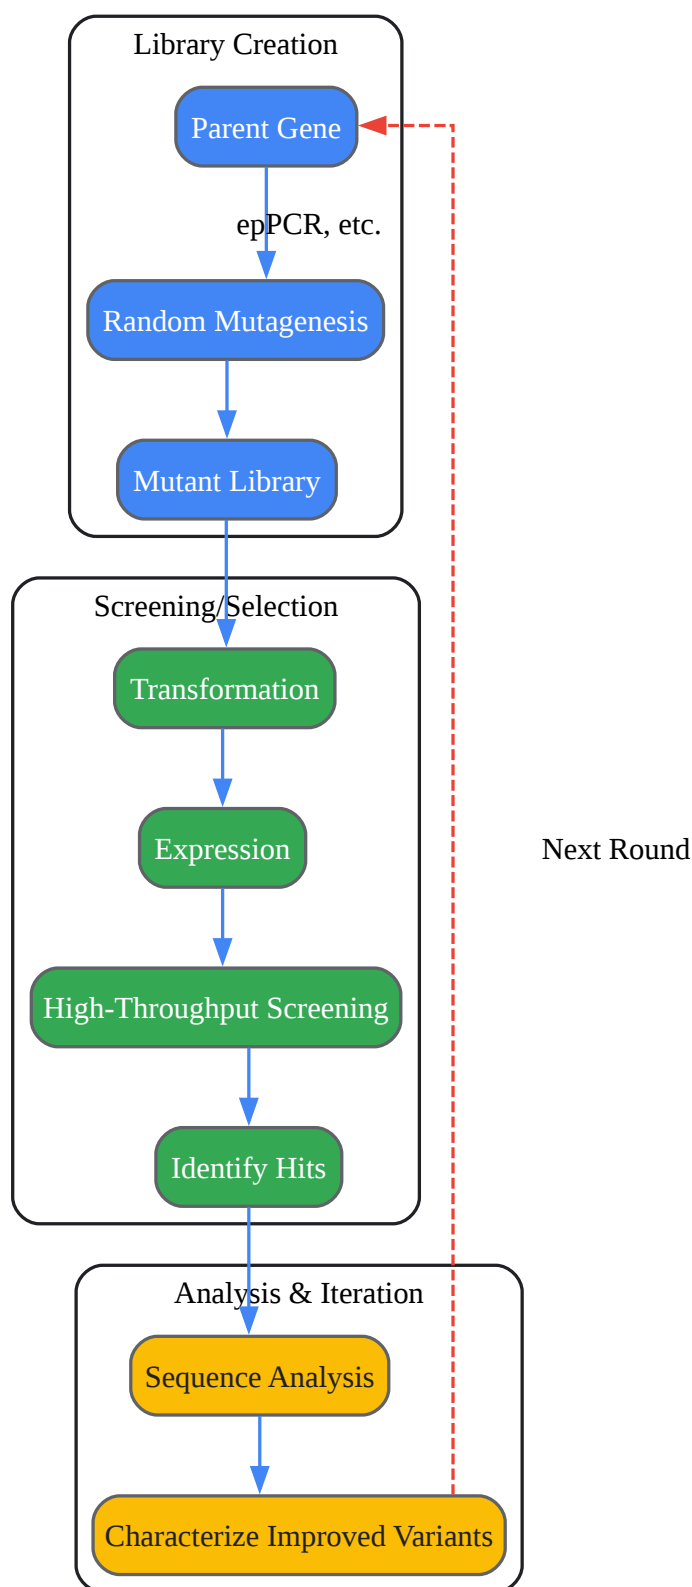 Library Creation
Parent Gene
epPCR, etc.
Random Mutagenesis
Mutant Library
Screening/Selection
Transformation
Expression
Next Round
High-Throughput Screening
Identify Hits
Analysis & Iteration
Sequence Analysis
Characterize Improved Variants